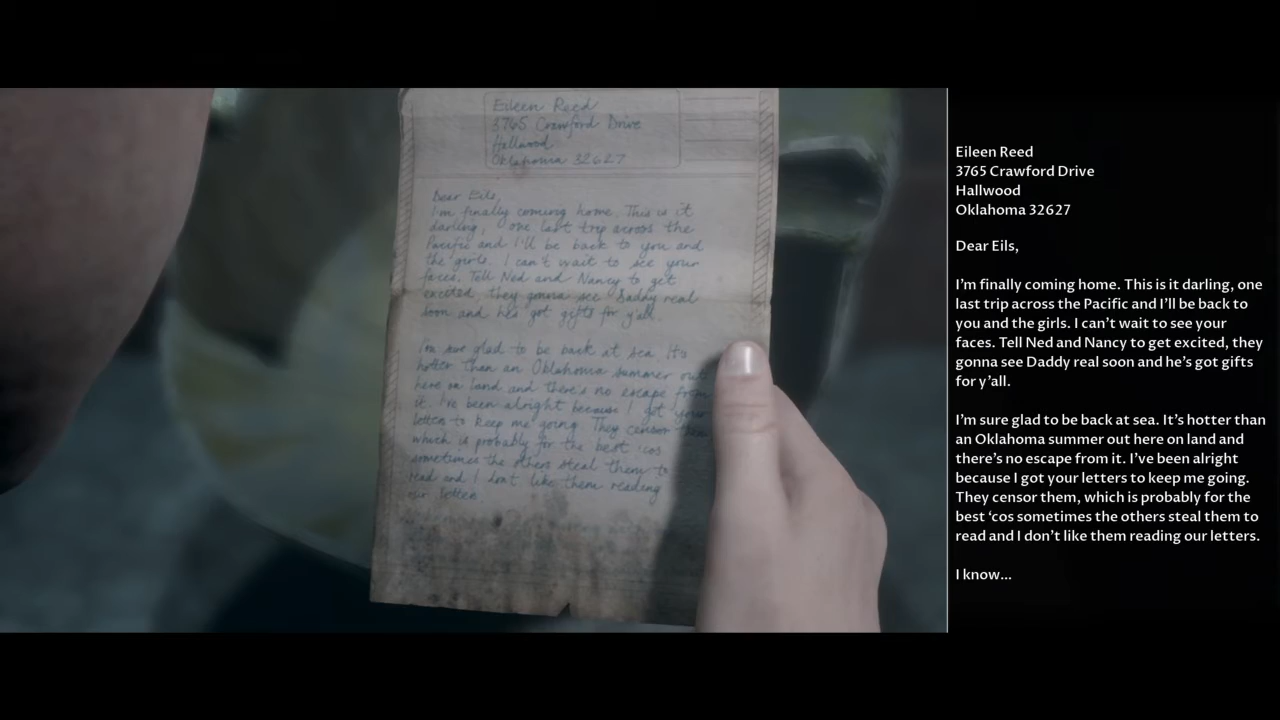 Eileen Reed
3765 Crawford Drive
Hallwood
Oklahoma 32627
Dear Eils,
I'm finally coming home. This is it
darling, one last trip across the
Pacific and I'll be back to you and
the girls. I can't wait to see your
faces. Tell Ned and Nancy to get
excited, they gonna see Daddy real
soon and he's got gifts for y'all.
I'm sure glad to be back at sea. It's
hotter than an Oklahoma summer out
here on land and there's no escape from
it. I've been alright because I got your
letters to keep me going. They censor
which is probably for the best 'cos
sometimes the others steal them to
read and I don't like them reading
our letters.
Eileen Reed
3765 Crawford Drive
Hallwood
Oklahoma 32627
Dear Eils,
I'm finally coming home. This is it darling, one
last trip across the Pacific and I'll be back to
you and the girls. I can't wait to see your
faces. Tell Ned and Nancy to get excited, they
gonna see Daddy real soon and he's got gifts
for y'all.
I'm sure glad to be back at sea. It's hotter than
an Oklahoma summer out here on land and
there's no escape from it. I've been alright
because I got your letters to keep me going.
They censor them, which is probably for the
best ‘cos sometimes the others steal them to
read and I don't like them reading our letters.
I know...